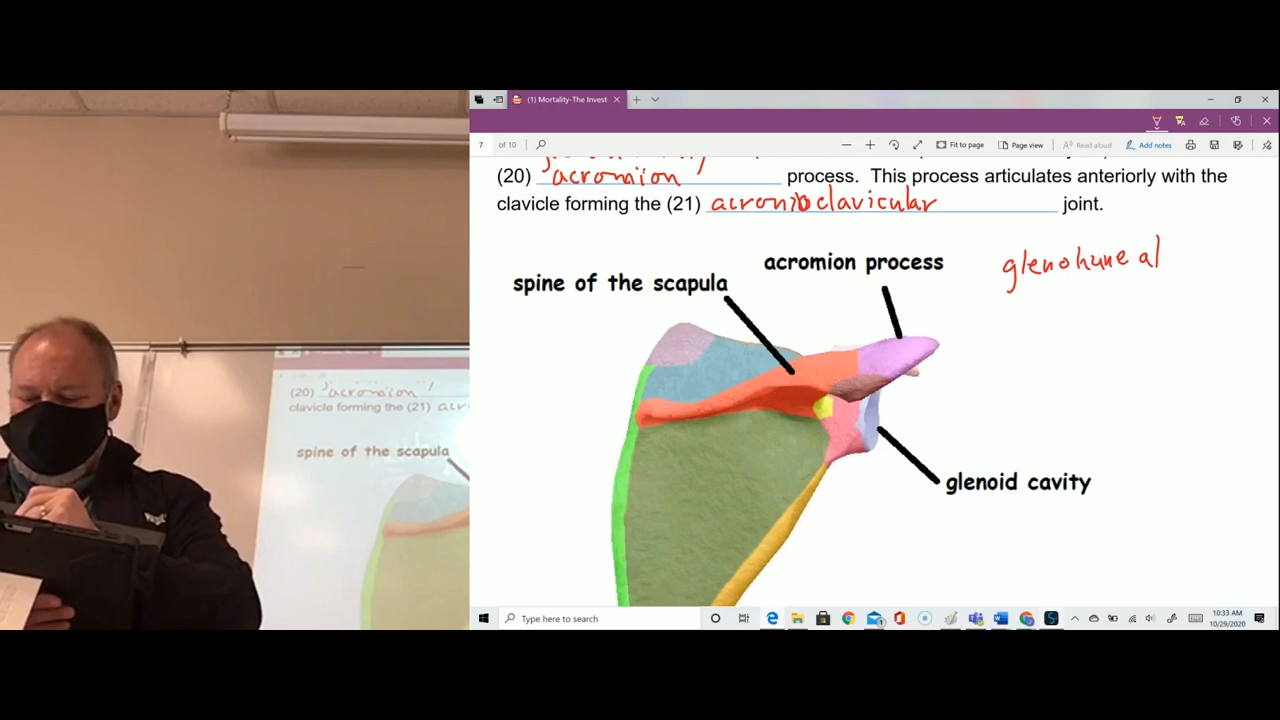 (1) Mortality-The Invest
7 of 10
Fit to page
Page view
Read aloud
Add notes
(20) acromion process. This process articulates anteriorly with the
clavicle forming the (21) acromioclavicular joint.
acromion process
glenohume al
spine of the scapula
glenoid cavity
(20) acromion
clavicle forming the (21)
spine of the scapula
Type here to search
10:33 AM
10/29/2020